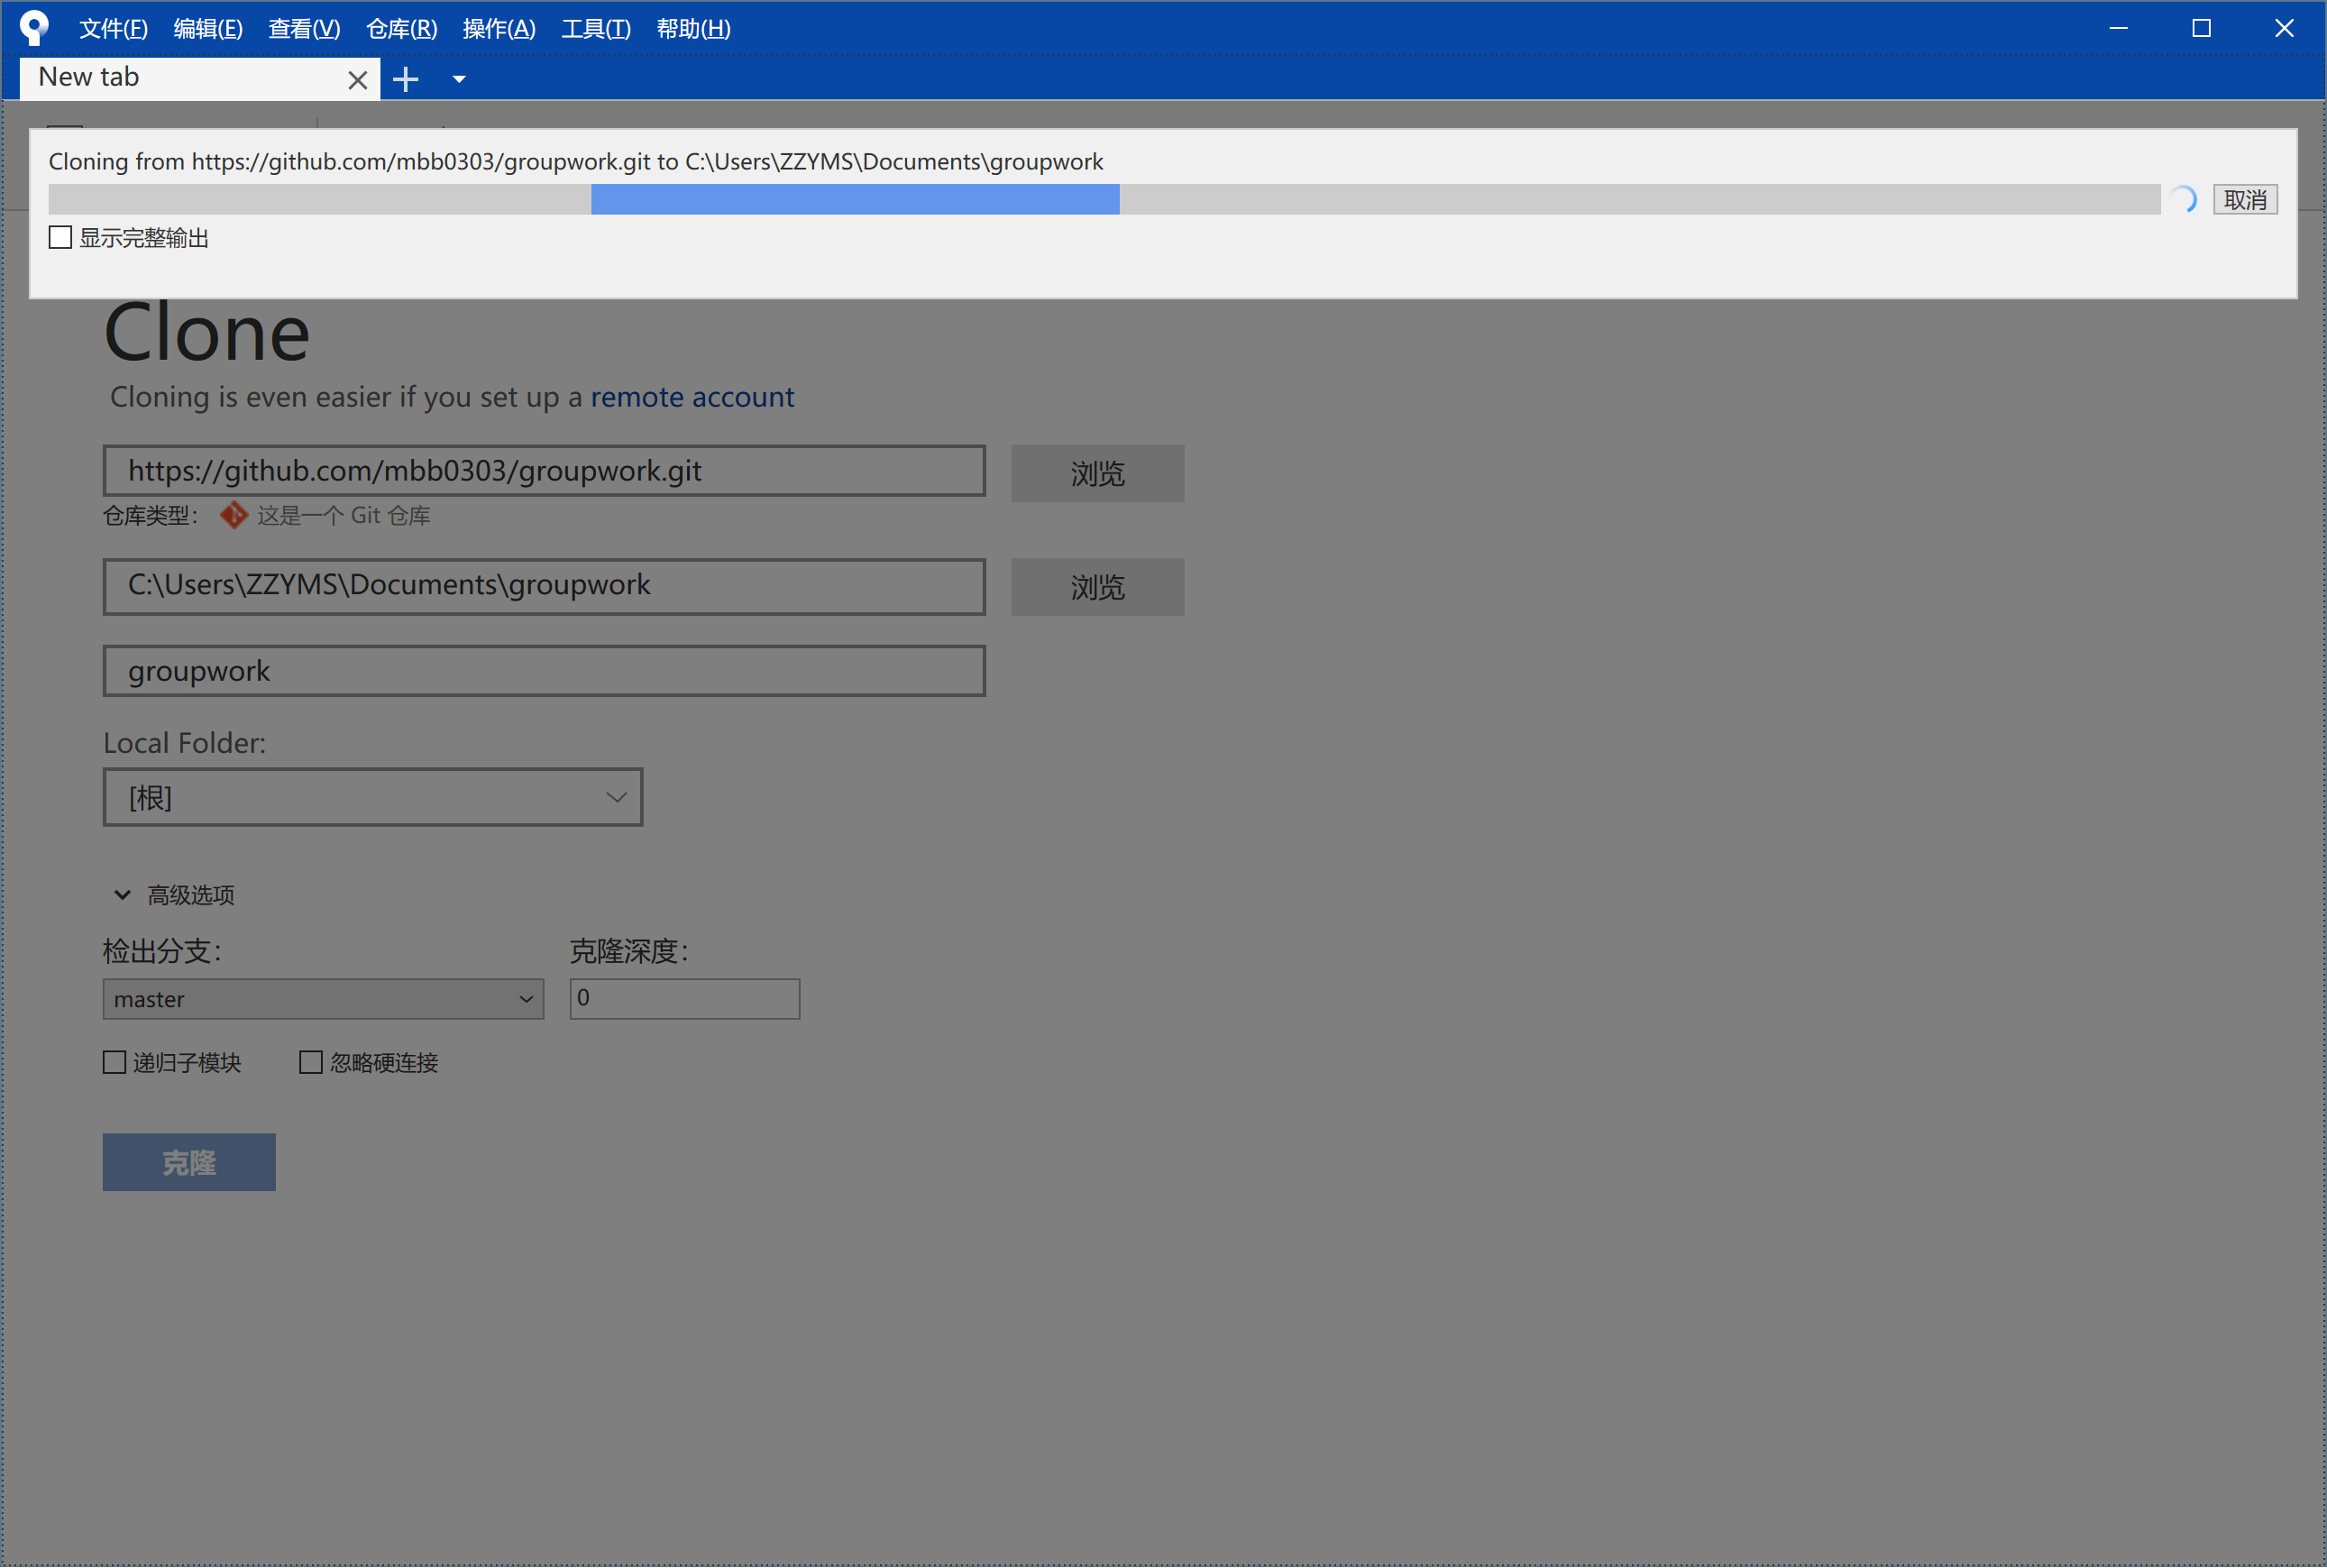 文件(F) 编辑(E) 查看(V) 仓库(R) 操作(A) 工具(T) 帮助(H)
New tab
Cloning from https://github.com/mbb0303/groupwork.git to C:\Users\ZZYMS\Documents\groupwork
取消
显示完整输出
Clone
Cloning is even easier if you set up a remote account
https://github.com/mbb0303/groupwork.git 浏览
仓库类型： 这是一个 Git 仓库
C:\Users\ZZYMS\Documents\groupwork 浏览
groupwork
Local Folder:
[根]
高级选项
检出分支： 克隆深度：
master 0
递归子模块 忽略硬连接
克隆